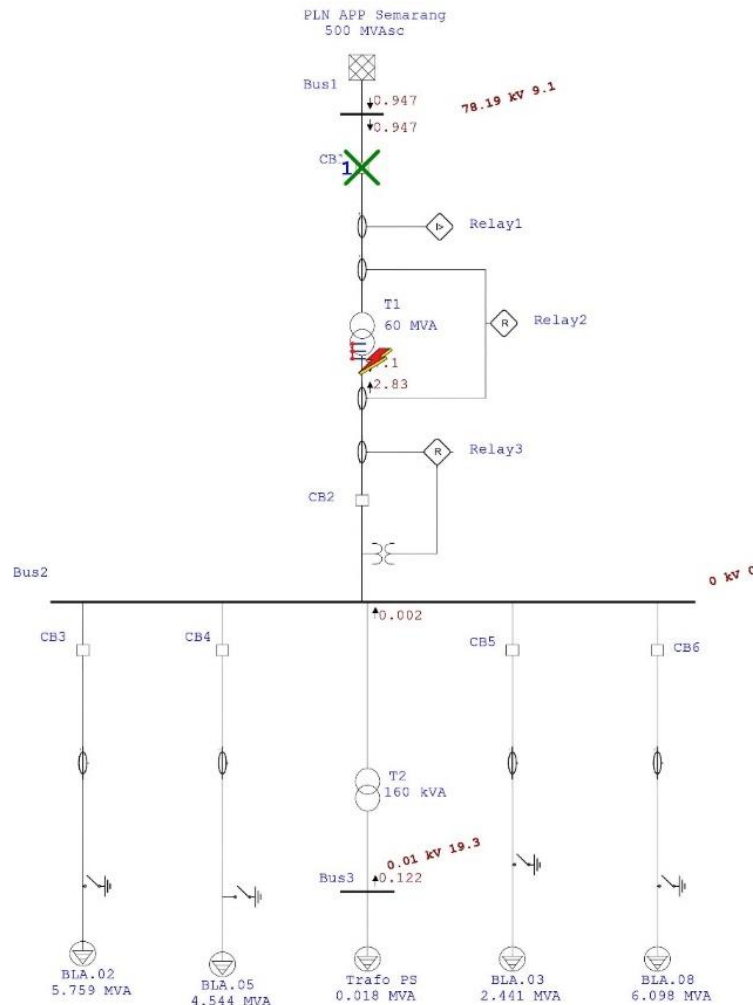 PLN APP Semarang
500 MVAsc
Bus1
0.947
78.19 kV 9.1
0.947
1
Relay1
T1
60 MVA
Relay2
2.83
Relay3
CB2
Bus2
0.002
CB3
CB4
CB5
CB6
T2
160 kVA
0.01 kV 19.3
Bus3
0.122
BLA.02
5.759 MVA
BLA.05
4.544 MVA
Trafo PS
0.018 MVA
BLA.03
2.441 MVA
BLA.08
6.098 MVA